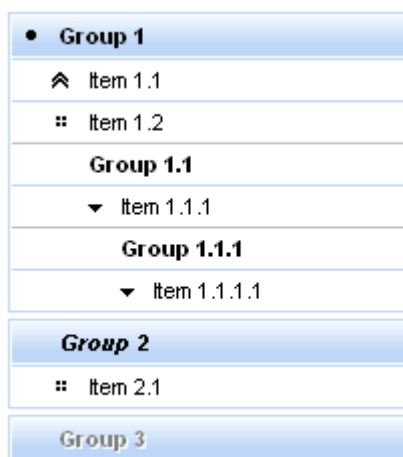 Group 1
Item 1.1
Item 1.2
Group 1.1
Item 1.1.1
Group 1.1.1
Item 1.1.1.1
Group 2
Item 2.1
Group 3